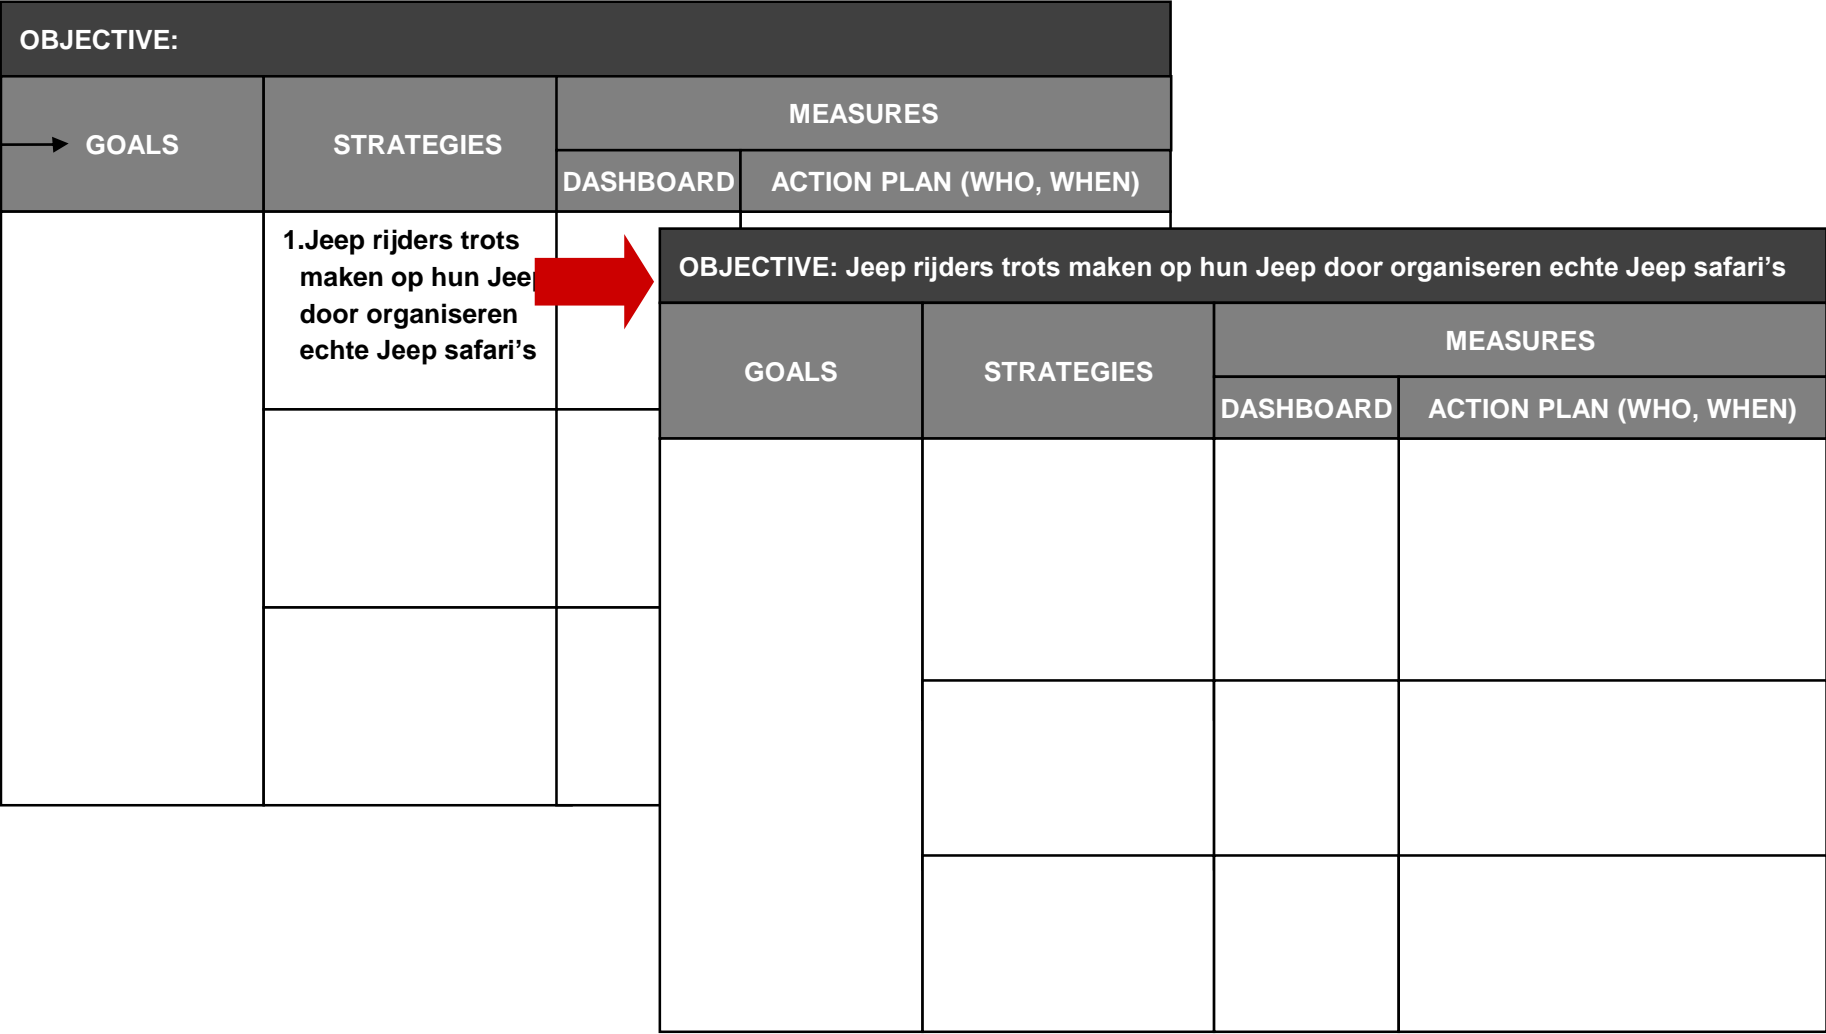 OBJECTIVE:
GOALS
STRATEGIES
MEASURES
DASHBOARD
ACTION PLAN (WHO, WHEN)
1.Jeep rijders trots
maken op hun Jeep
door organiseren
echte Jeep safari’s
OBJECTIVE: Jeep rijders trots maken op hun Jeep door organiseren echte Jeep safari’s
GOALS
STRATEGIES
MEASURES
DASHBOARD
ACTION PLAN (WHO, WHEN)